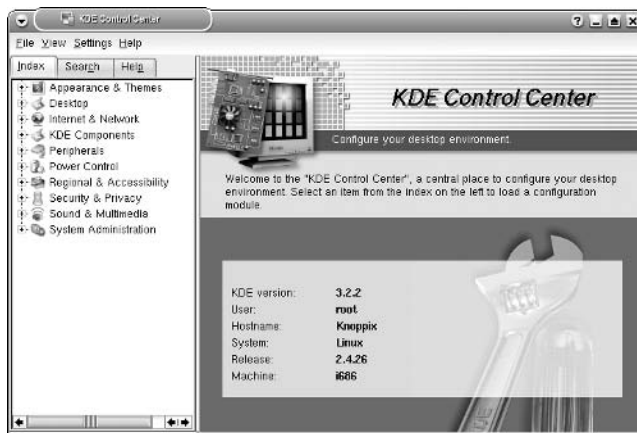 KDE Control Center
File View Settings Help
Index Search Help
Appearance & Themes
Desktop
Internet & Network
KDE Components
Peripherals
Power Control
Regional & Accessibility
Security & Privacy
Sound & Multimedia
System Administration
KDE Control Center
Configure your desktop environment.
Welcome to the "KDE Control Center", a central place to configure your desktop
environment. Select an item from the index on the left to load a configuration
module.
KDE version: 3.2.2
User: root
Hostname: Knoppix
System: Linux
Release: 2.4.26
Machine: i686
KDE